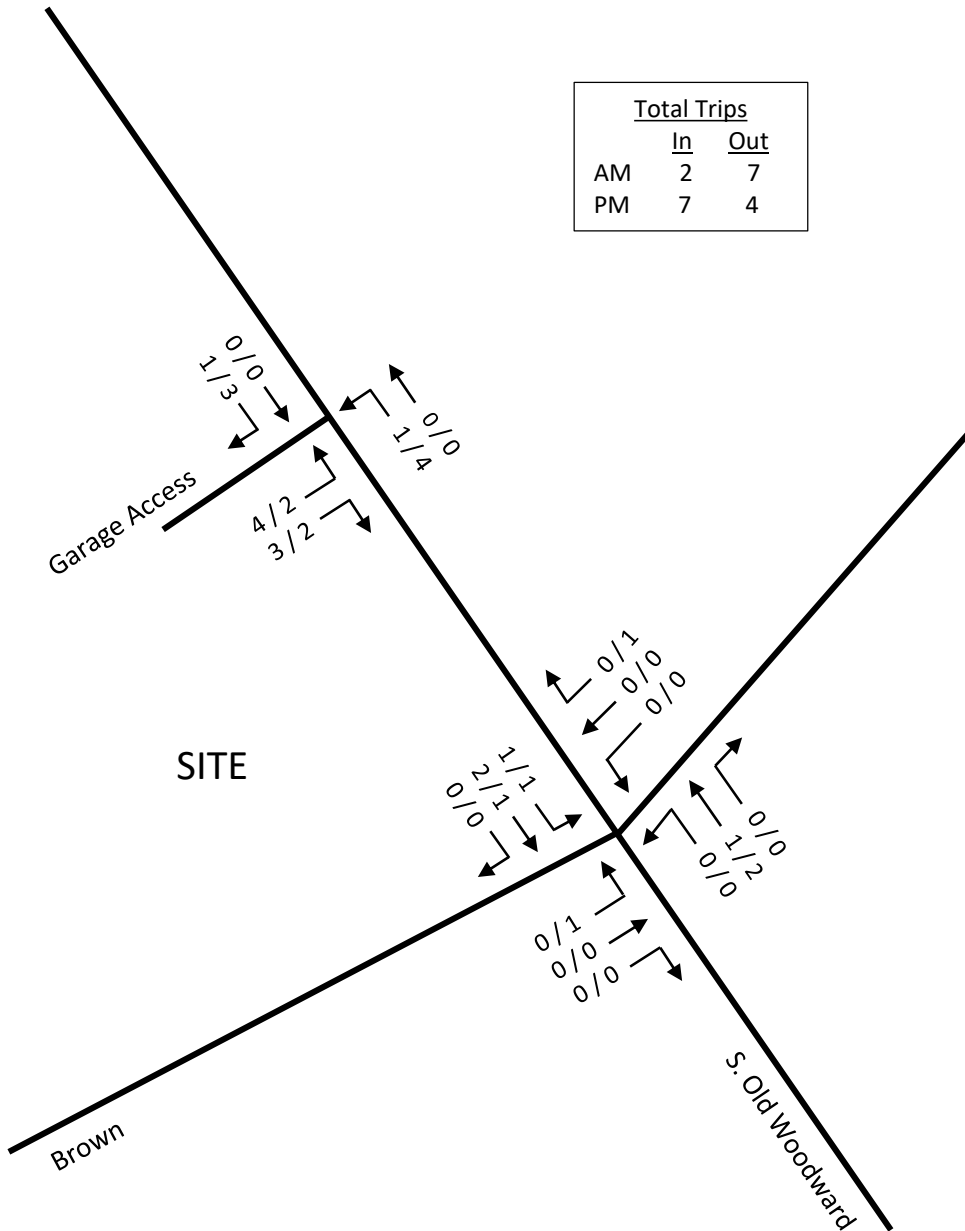 Total Trips
In Out
AM 2 7
PM 7 4
0 / 0
1 / 3
0 / 0
1 / 4
Garage Access
4 / 2
3 / 2
0 / 1
0 / 0
0 / 0
SITE
1 / 1
2 / 1
0 / 0
0 / 0
1 / 2
0 / 0
0 / 1
0 / 0
0 / 0
Brown
S. Old Woodward